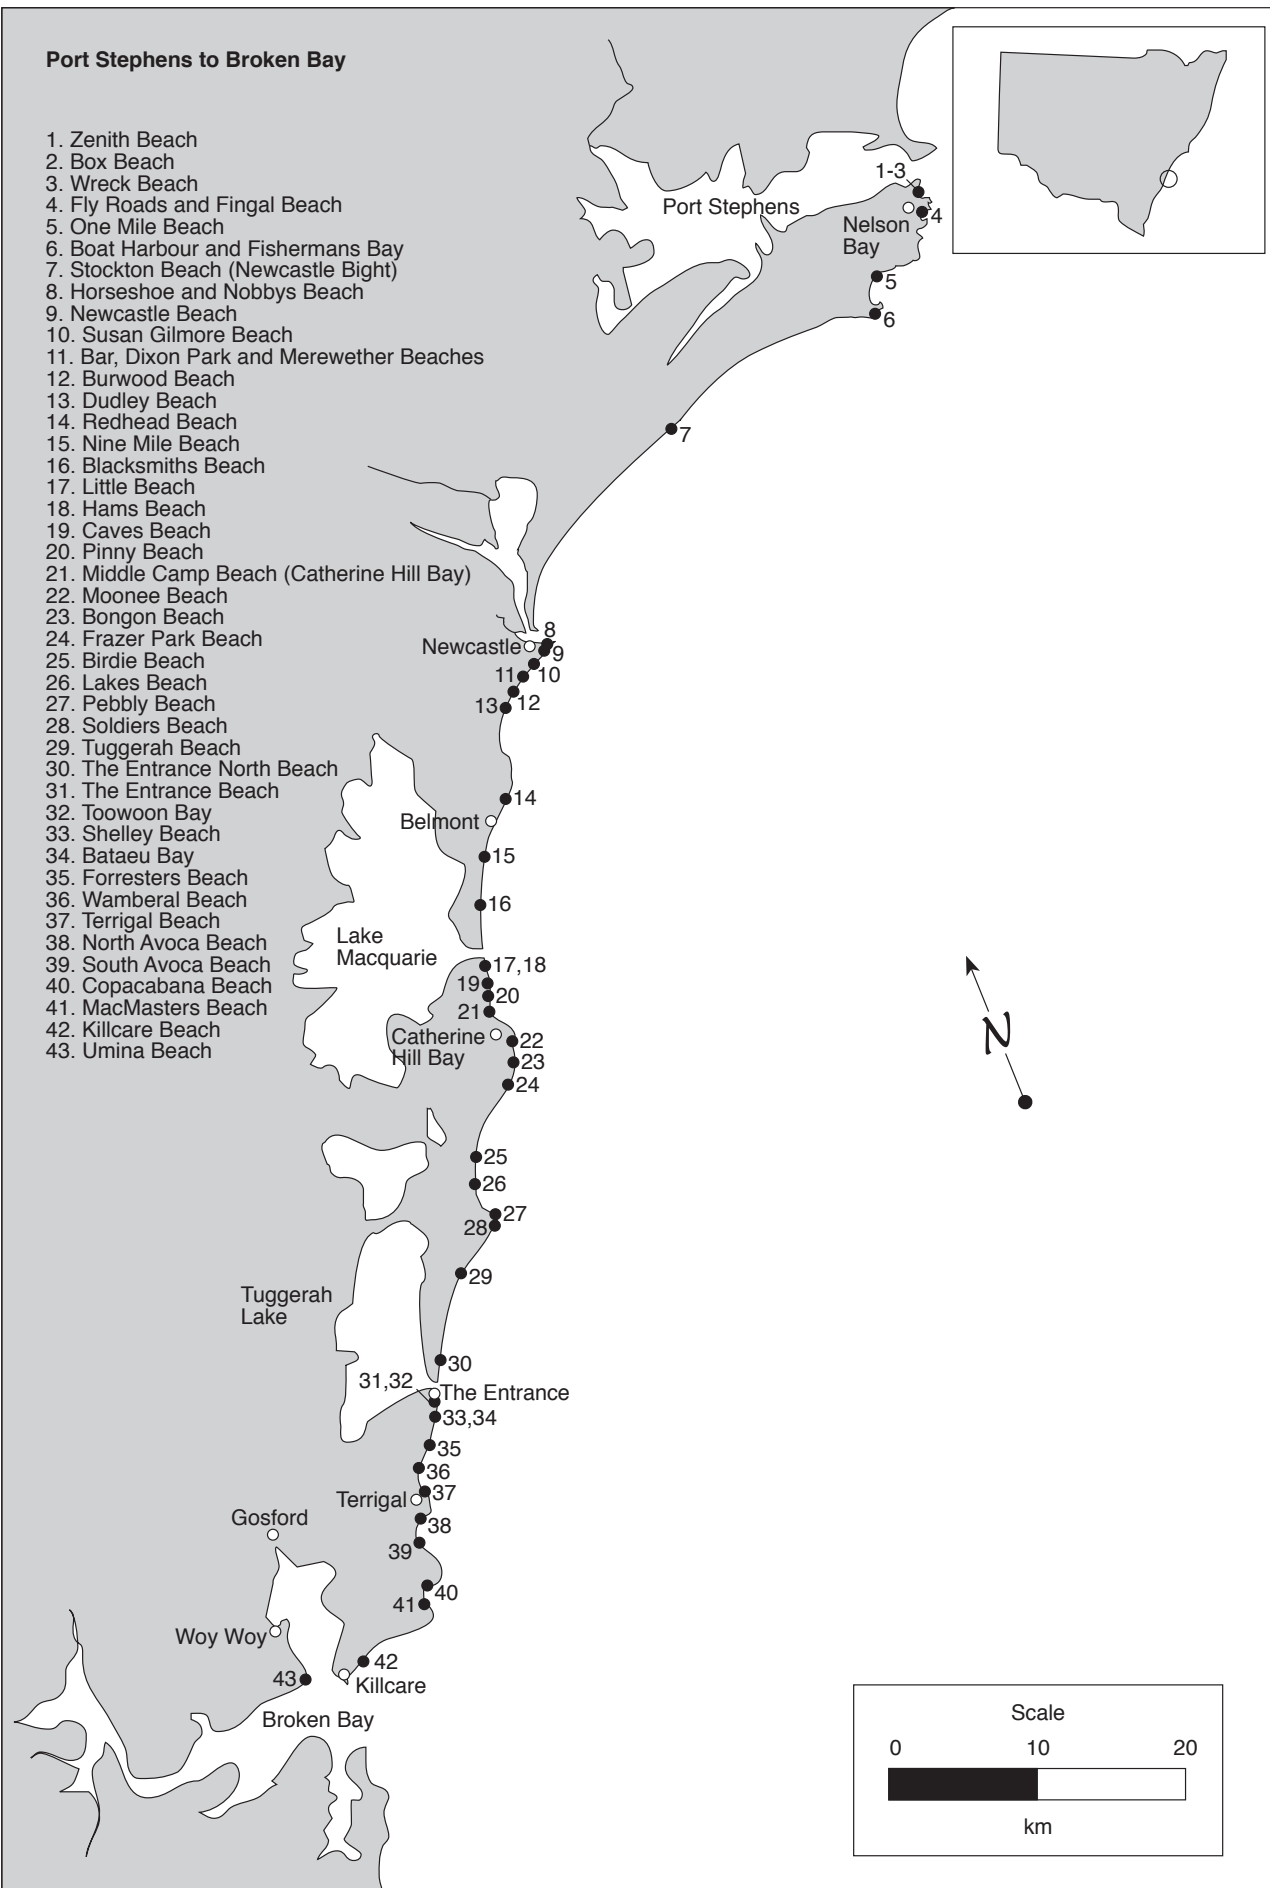 Port Stephens to Broken Bay
1. Zenith Beach
2. Box Beach
3. Wreck Beach
4. Fly Roads and Fingal Beach
5. One Mile Beach
6. Boat Harbour and Fishermans Bay
7. Stockton Beach (Newcastle Bight)
8. Horseshoe and Nobbys Beach
9. Newcastle Beach
10. Susan Gilmore Beach
11. Bar, Dixon Park and Merewether Beaches
12. Burwood Beach
13. Dudley Beach
14. Redhead Beach
15. Nine Mile Beach
16. Blacksmiths Beach
17. Little Beach
18. Hams Beach
19. Caves Beach
20. Pinny Beach
21. Middle Camp Beach (Catherine Hill Bay)
22. Moonee Beach
23. Bongon Beach
24. Frazer Park Beach
25. Birdie Beach
26. Lakes Beach
27. Pebbly Beach
28. Soldiers Beach
29. Tuggerah Beach
30. The Entrance North Beach
31. The Entrance Beach
32. Toowoon Bay
33. Shelley Beach
34. Bataeu Bay
35. Forresters Beach
36. Wamberal Beach
37. Terrigal Beach
38. North Avoca Beach
39. South Avoca Beach
40. Copacabana Beach
41. MacMasters Beach
42. Killcare Beach
43. Umina Beach
1-3
Port Stephens
4
Nelson
Bay
5
6
7
8
Newcastle
9
10
11
12
13
14
Belmont
15
16
Lake
Macquarie
17,18
19
20
21
Catherine
Hill Bay
22
23
24
N
25
26
27
28
29
Tuggerah
Lake
30
31,32
The Entrance
33,34
35
36
37
Terrigal
38
Gosford
39
40
41
Woy Woy
42
43
Killcare
Broken Bay
Scale
0 10 20
km